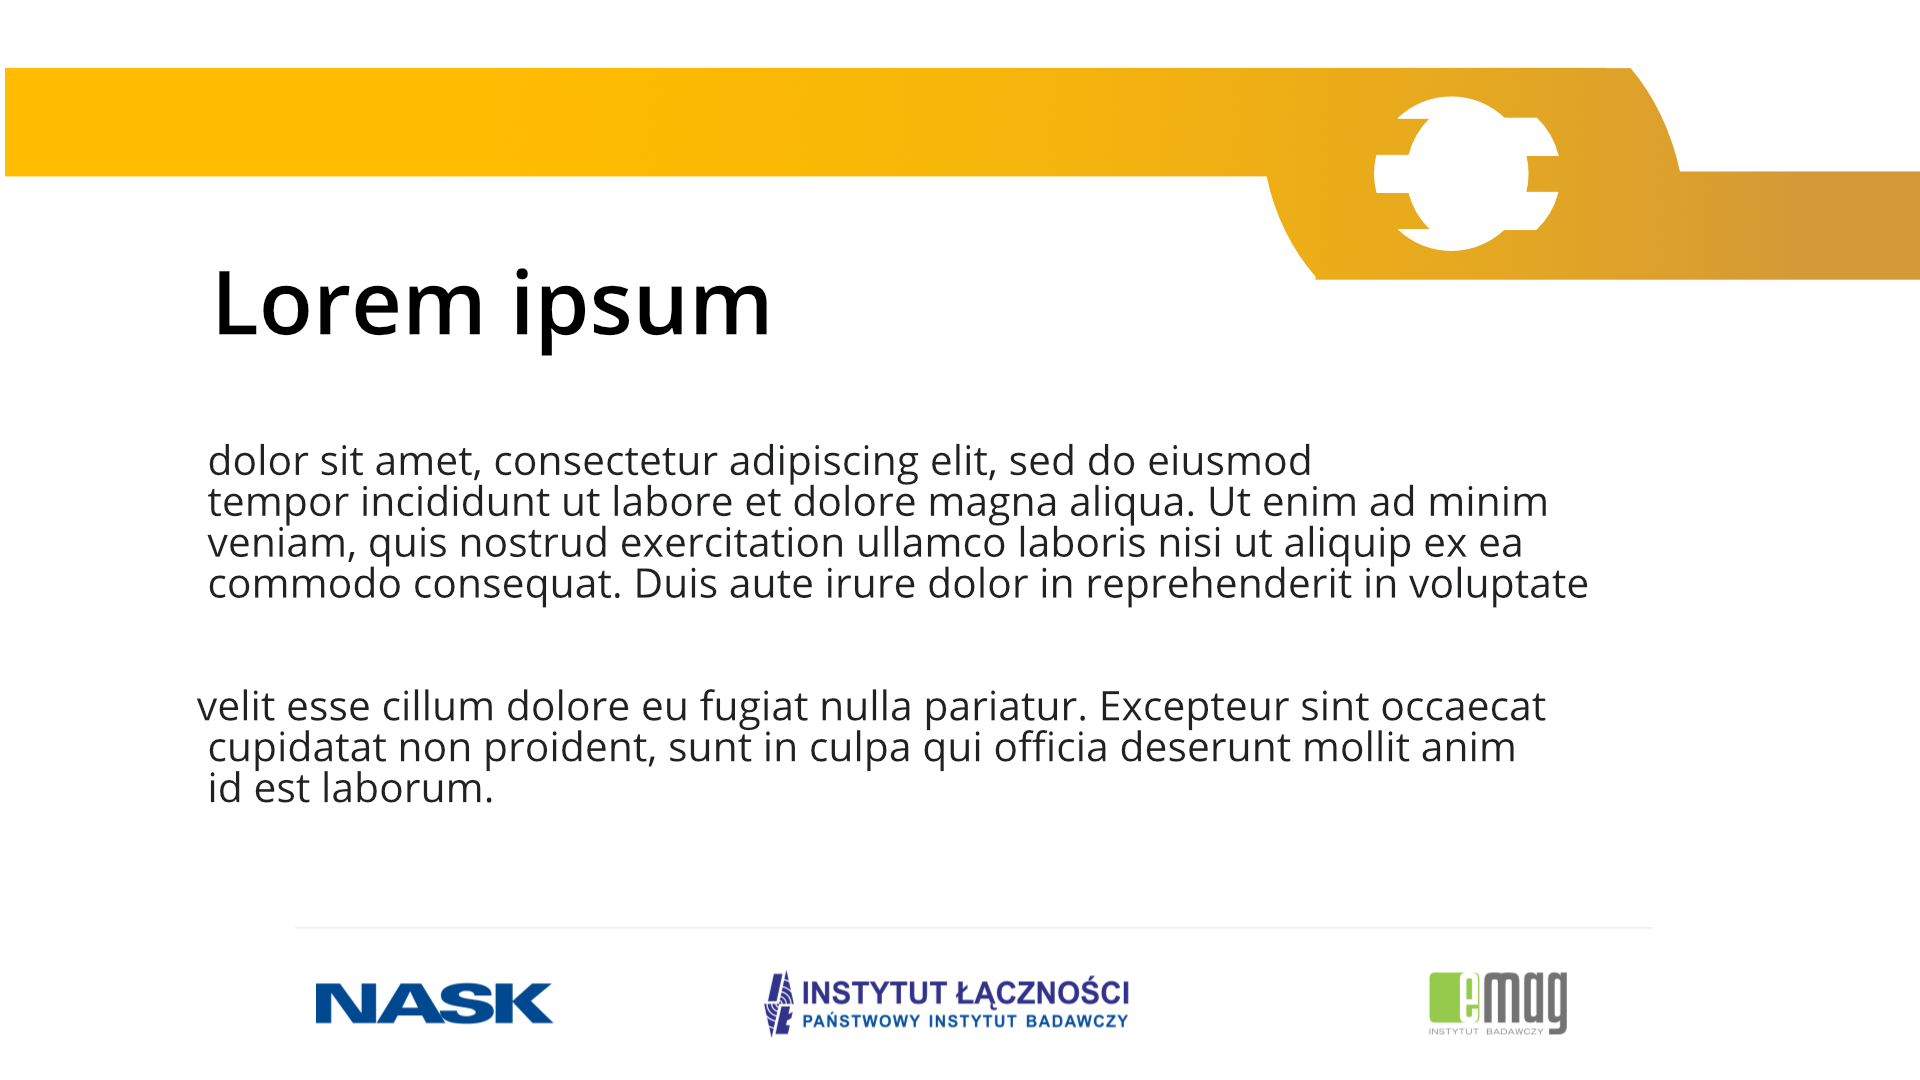 Lorem ipsum
dolor sit amet, consectetur adipiscing elit, sed do eiusmod
tempor incididunt ut labore et dolore magna aliqua. Ut enim ad minim
veniam, quis nostrud exercitation ullamco laboris nisi ut aliquip ex ea
commodo consequat. Duis aute irure dolor in reprehenderit in voluptate
velit esse cillum dolore eu fugiat nulla pariatur. Excepteur sint occaecat
cupidatat non proident, sunt in culpa qui officia deserunt mollit anim
id est laborum.
NASK
INSTYTUT ŁĄCZNOŚCI
PAŃSTWOWY INSTYTUT BADAWCZY
emag
INSTYTUT BADAWCZY